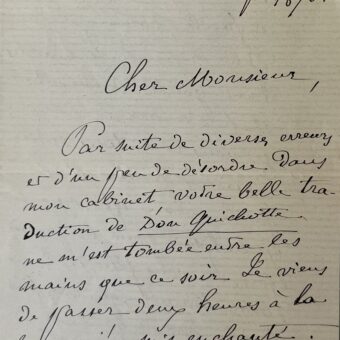 Cher Monsieur,
Par suite de diverses erreurs
et d'un peu de désordre dans
mon cabinet votre belle tra-
duction de Don Quichotte.
ne m'est tombée entre les
mains que ce soir Je viens
de passer deux heures à la
enchanté.